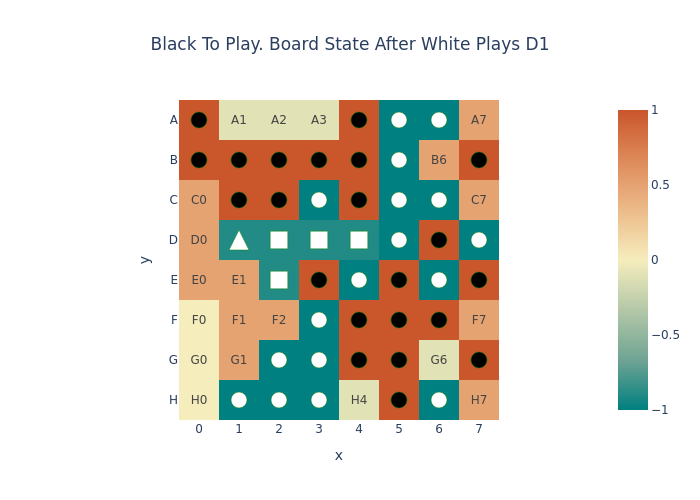 Black To Play. Board State After White Plays D1
A A1 A2 A3 A7 1
B B6
C C0 C7 0.5
y D D0
E E0 E1 0
F F0 F1 F2 F7 −0.5
G G0 G1 G6
H H0 H4 H7 −1
0 1 2 3 4 5 6 7
x